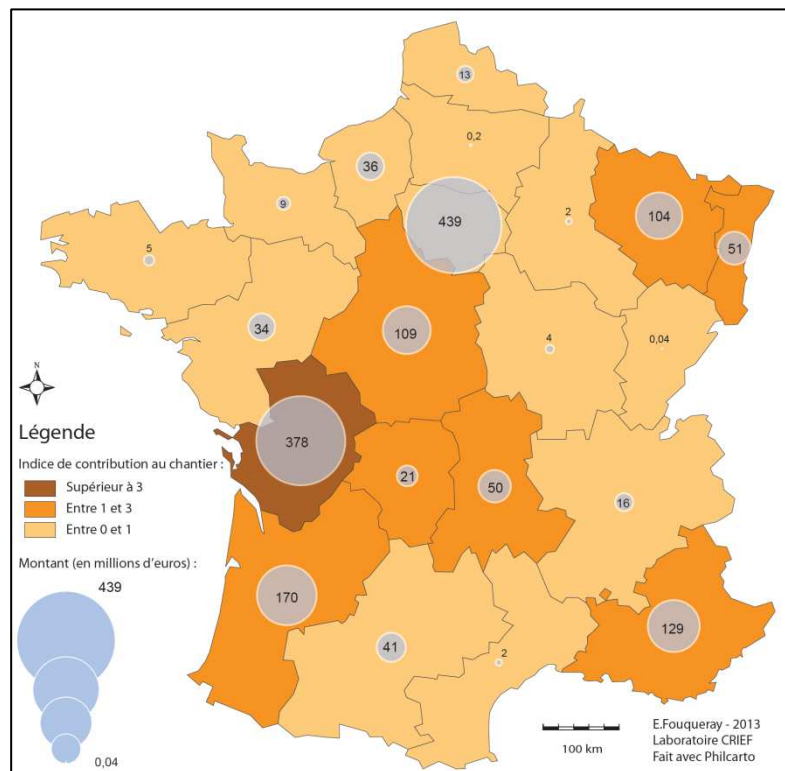 13
0,2
36
104
9
2
439
51
5
34
109
4
0,04
N
378
Légende
Indice de contribution au chantier :
Supérieur à 3
Entre 1 et 3
Entre 0 et 1
21
50
16
Montant (en millions d'euros) :
439
170
129
41
2
0,04
100 km
E.Fouqueray - 2013
Laboratoire CRIEF
Fait avec Philcarto